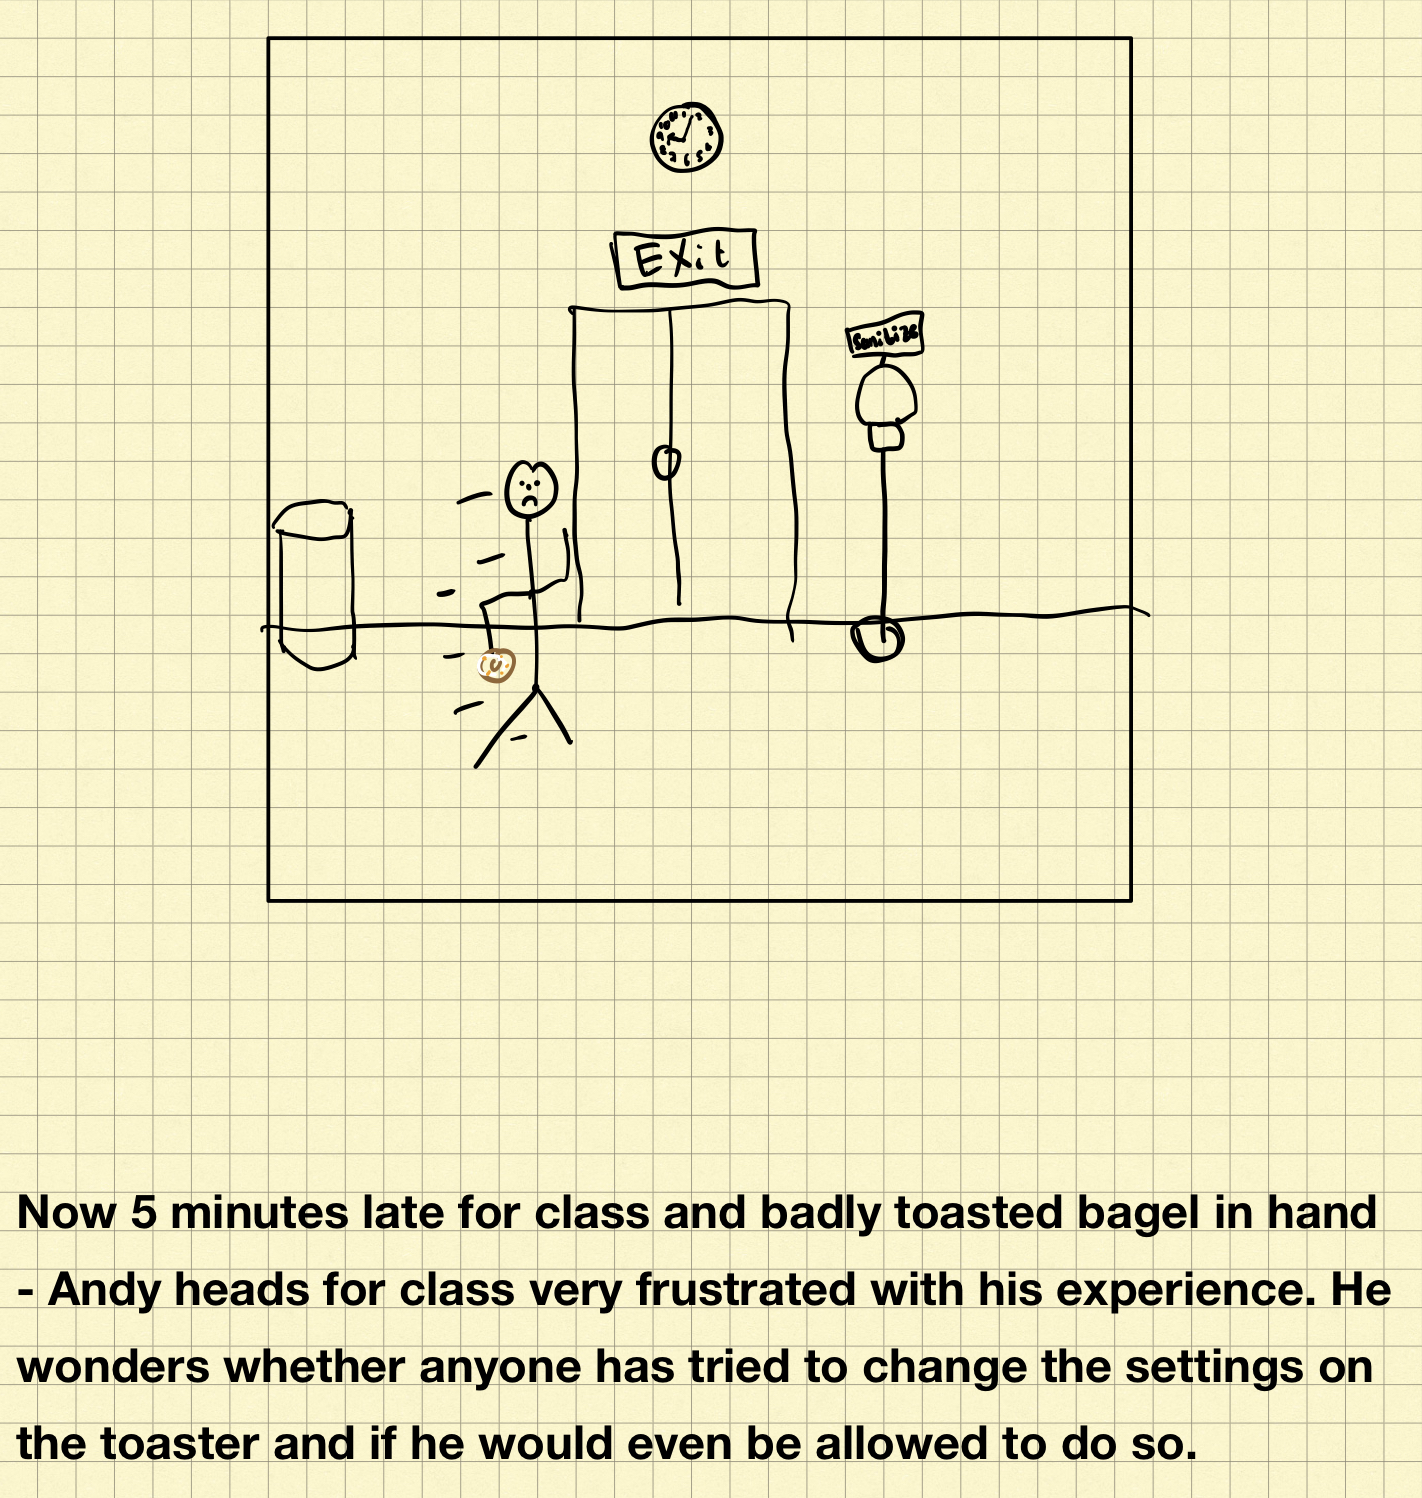 Exit
Sanitize
Now 5 minutes late for class and badly toasted bagel in hand
- Andy heads for class very frustrated with his experience. He
wonders whether anyone has tried to change the settings on
the toaster and if he would even be allowed to do so.